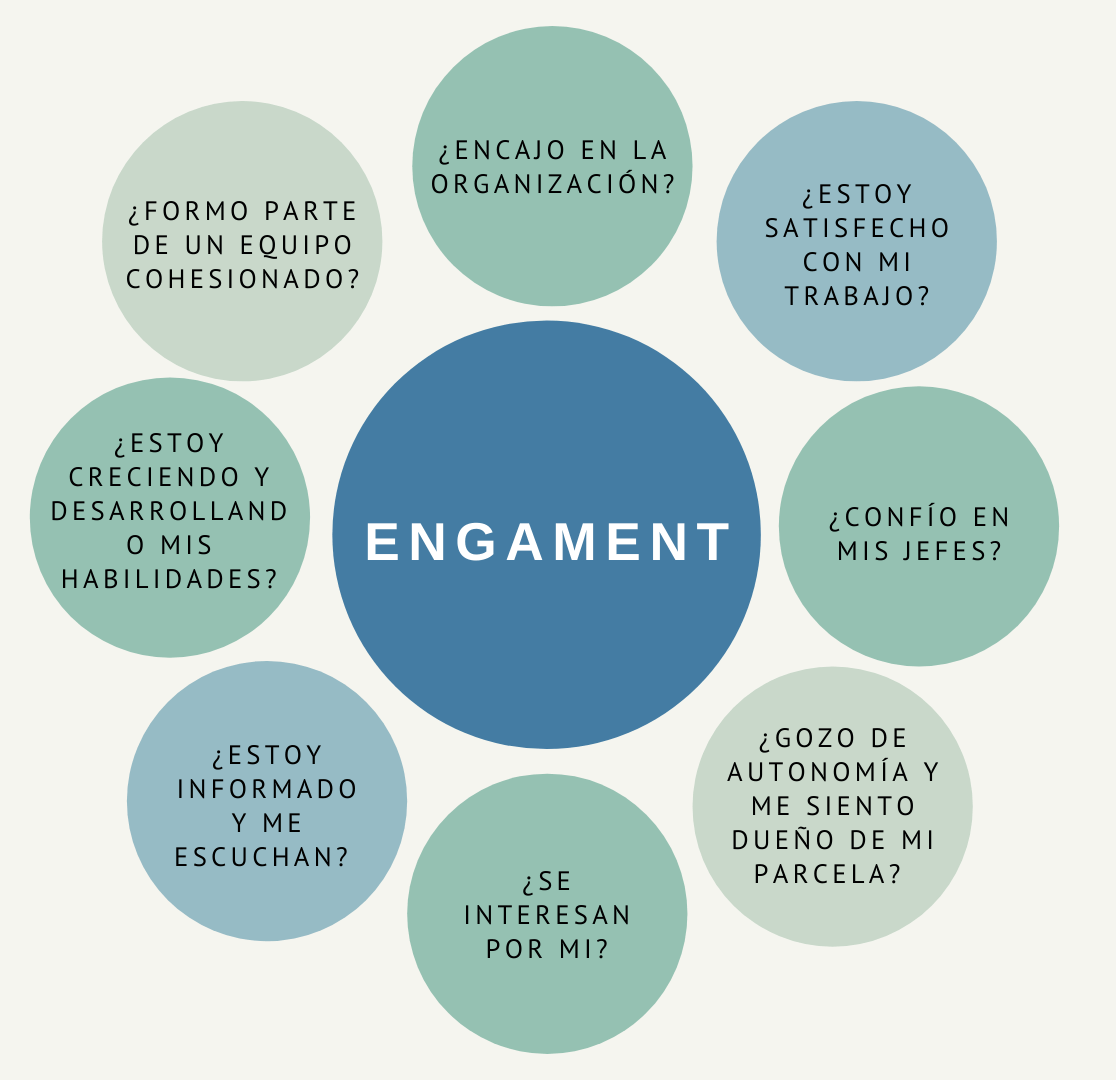 ¿ENCAJO EN LA
ORGANIZACIÓN?
¿FORMO PARTE
DE UN EQUIPO
COHESIONADO?
¿ESTOY
SATISFECHO
CON MI
TRABAJO?
¿ESTOY
CRECIENDO Y
DESARROLLAND
O MIS
HABILIDADES?
ENGAMENT
¿CONFÍO EN
MIS JEFES?
¿ESTOY
INFORMADO
Y ME
ESCUCHAN?
¿GOZO DE
AUTONOMÍA Y
ME SIENTO
DUEÑO DE MI
PARCELA?
¿SE
INTERESAN
POR MI?